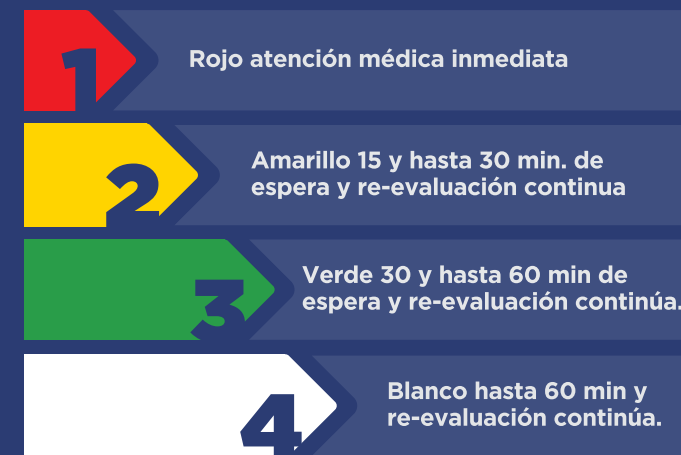 1
Rojo atención médica inmediata
2
Amarillo 15 y hasta 30 min. de
espera y re-evaluación continua
3
Verde 30 y hasta 60 min de
espera y re-evaluación continúa.
4
Blanco hasta 60 min y
re-evaluación continúa.